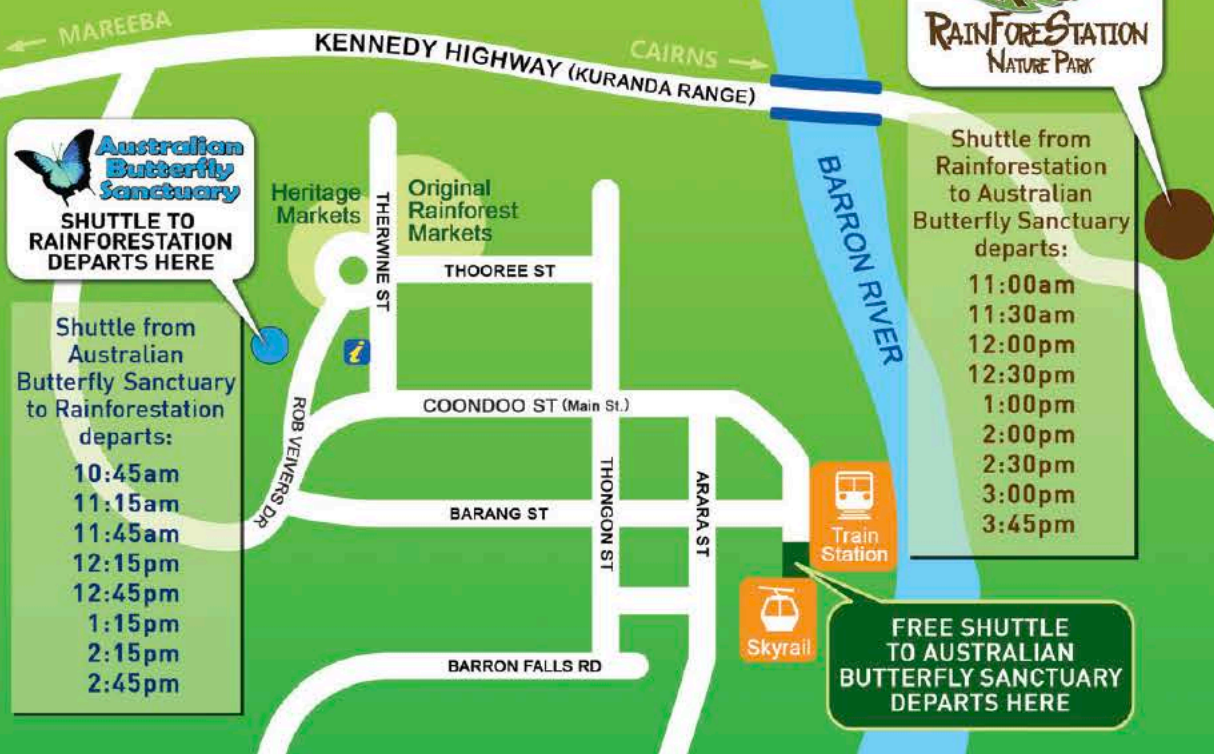 ← MAREEBA
KENNEDY HIGHWAY (KURANDA RANGE)
CAIRNS →
RAINFORESTATION
NATURE PARK
Australian
Butterfly
Sanctuary
SHUTTLE TO
RAINFORESTATION
DEPARTS HERE
Shuttle from
Australian
Butterfly Sanctuary
to Rainforestation
departs:
10:45am
11:15am
11:45am
12:15pm
12:45pm
1:15pm
2:15pm
2:45pm
Heritage
Markets
THERWINE ST
Original
Rainforest
Markets
THOOREE ST
i
COONDOO ST (Main St.)
ROB VEIVERS DR
BARANG ST
THONGON ST
ARARA ST
BARRON FALLS RD
BARRON RIVER
Train
Station
Skyrail
FREE SHUTTLE
TO AUSTRALIAN
BUTTERFLY SANCTUARY
DEPARTS HERE
Shuttle from
Rainforestation
to Australian
Butterfly Sanctuary
departs:
11:00am
11:30am
12:00pm
12:30pm
1:00pm
2:00pm
2:30pm
3:00pm
3:45pm